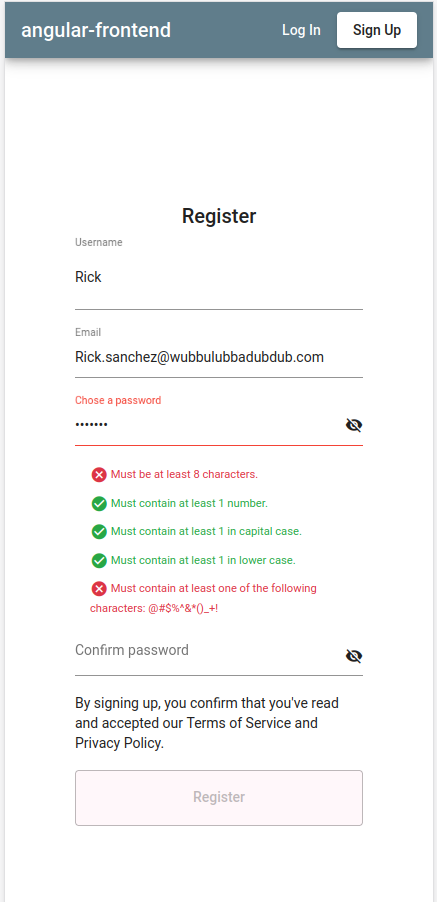 angular-frontend
Log In
Sign Up
Register
Username
Rick
Email
Rick.sanchez@wubbulubbadubdub.com
Chose a password
•••••••
Must be at least 8 characters.
Must contain at least 1 number.
Must contain at least 1 in capital case.
Must contain at least 1 in lower case.
Must contain at least one of the following
characters: @#$%^&*()_+!
Confirm password
By signing up, you confirm that you've read
and accepted our Terms of Service and
Privacy Policy.
Register